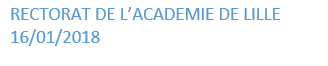 RECTORAT DE L’ACADEMIE DE LILLE
16/01/2018